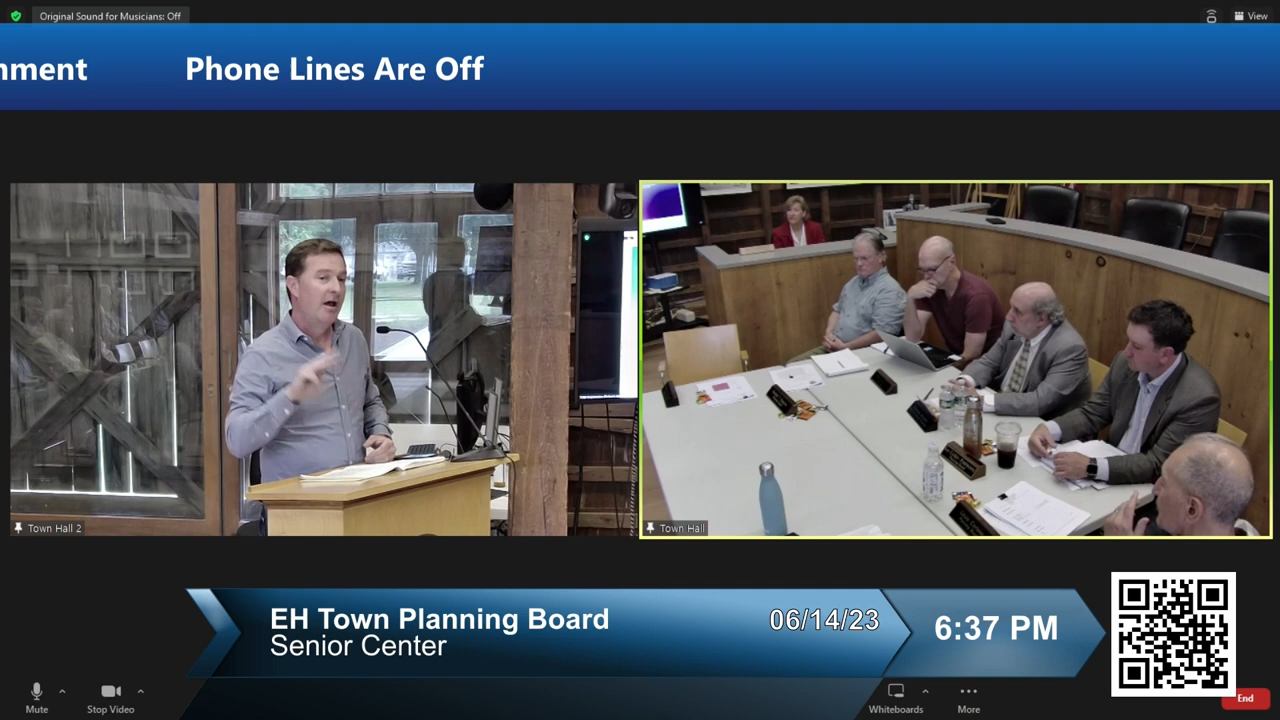 Original Sound for Musicians: Off
View
nment
Phone Lines Are Off
Town Hall 2
Town Hall
EH Town Planning Board
06/14/23
Senior Center
6:37 PM
Mute
Stop Video
Whiteboards
More
End